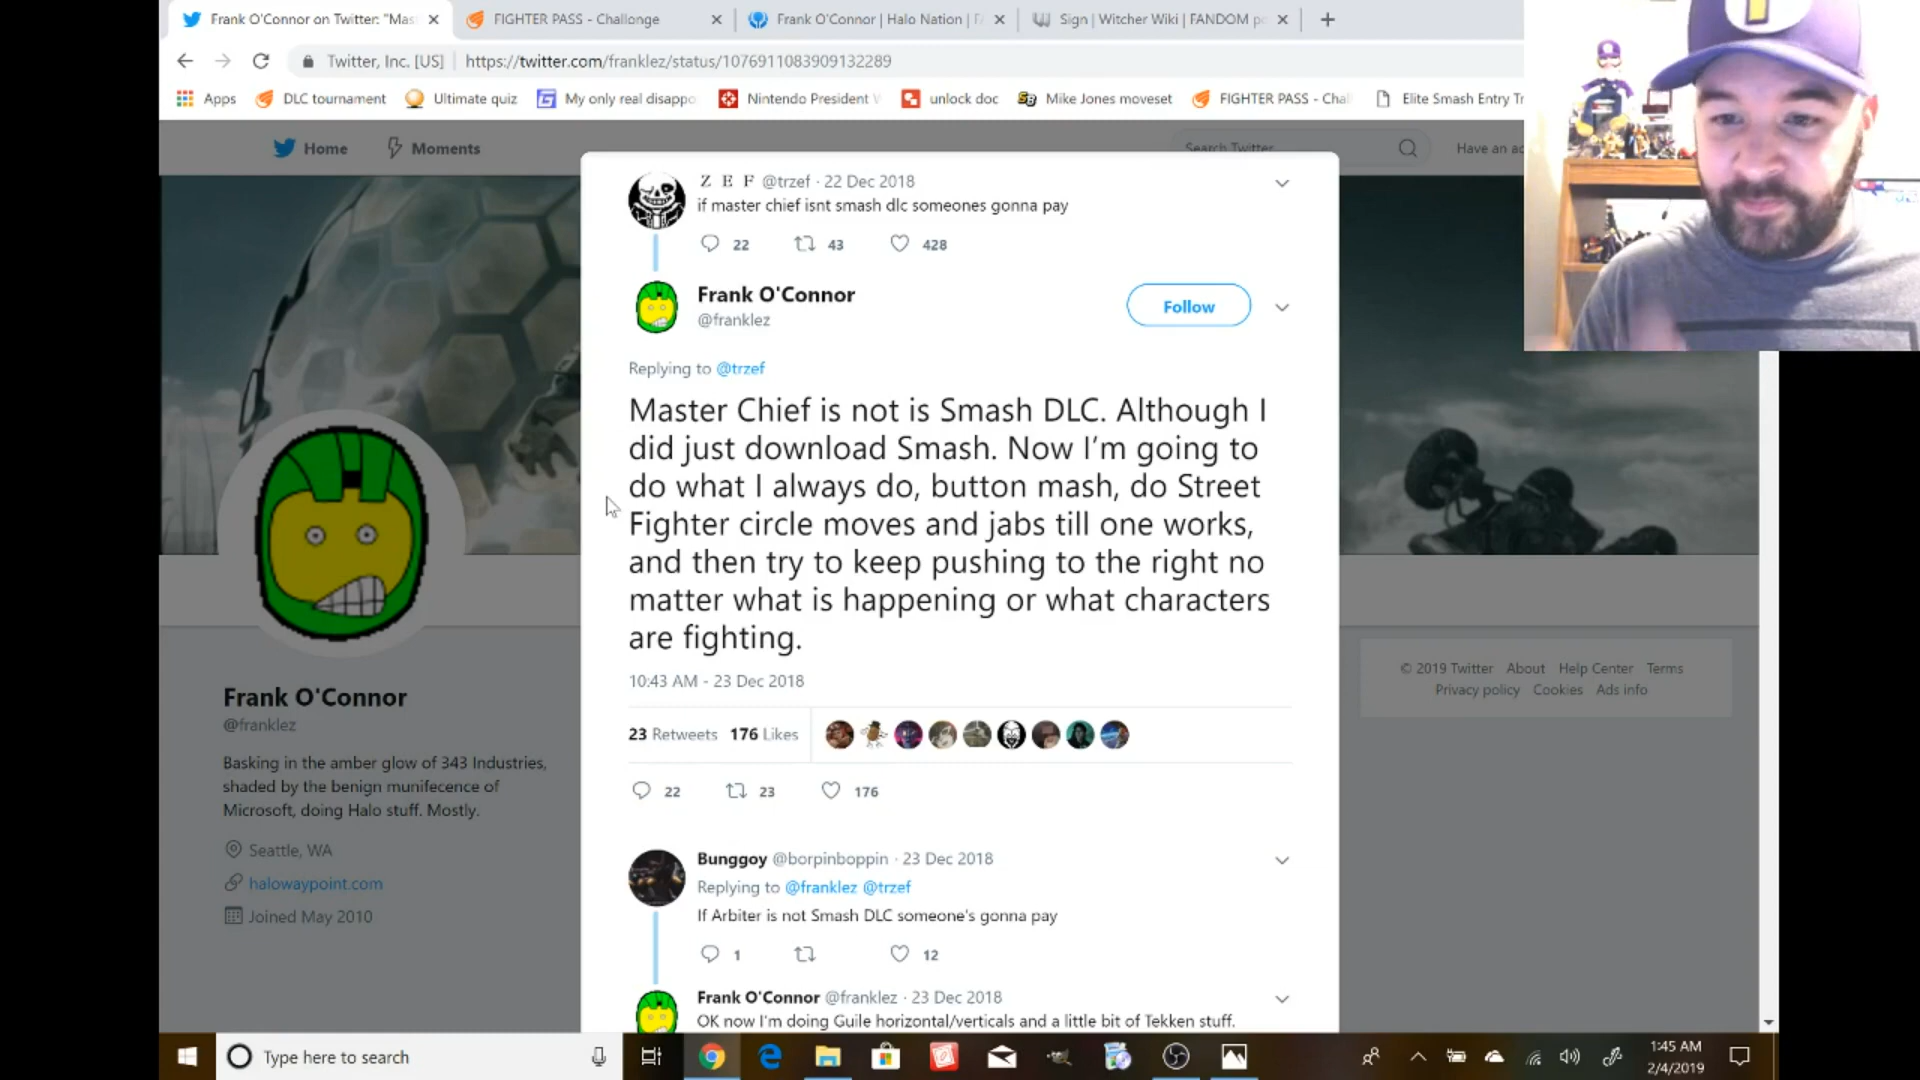 Frank O'Connor on Twitter: "Mas
FIGHTER PASS - Challonge
Frank O'Connor | Halo Nation | F
Sign | Witcher Wiki | FANDOM po
Twitter, Inc. [US] | https://twitter.com/franklez/status/1076911083909132289
Apps
DLC tournament
Ultimate quiz
My only real disappo
Nintendo President
unlock doc
Mike Jones moveset
FIGHTER PASS - Chal
Elite Smash Entry Tr
Home
Moments
Search Twitter
Have an ac
Z E F @trzef · 22 Dec 2018
if master chief isnt smash dlc someones gonna pay
22 43 428
Frank O'Connor
@franklez
Follow
Replying to @trzef
Master Chief is not is Smash DLC. Although I
did just download Smash. Now I'm going to
do what I always do, button mash, do Street
Fighter circle moves and jabs till one works,
and then try to keep pushing to the right no
matter what is happening or what characters
are fighting.
10:43 AM - 23 Dec 2018
23 Retweets 176 Likes
22 23 176
Bunggoy @borpinboppin · 23 Dec 2018
Replying to @franklez @trzef
If Arbiter is not Smash DLC someone's gonna pay
1 12
Frank O'Connor @franklez · 23 Dec 2018
OK now I'm doing Guile horizontal/verticals and a little bit of Tekken stuff.
Frank O'Connor
@franklez
Basking in the amber glow of 343 Industries,
shaded by the benign munifecence of
Microsoft, doing Halo stuff. Mostly.
Seattle, WA
halowaypoint.com
Joined May 2010
© 2019 Twitter About Help Center Terms
Privacy policy Cookies Ads info
Type here to search
1:45 AM
2/4/2019